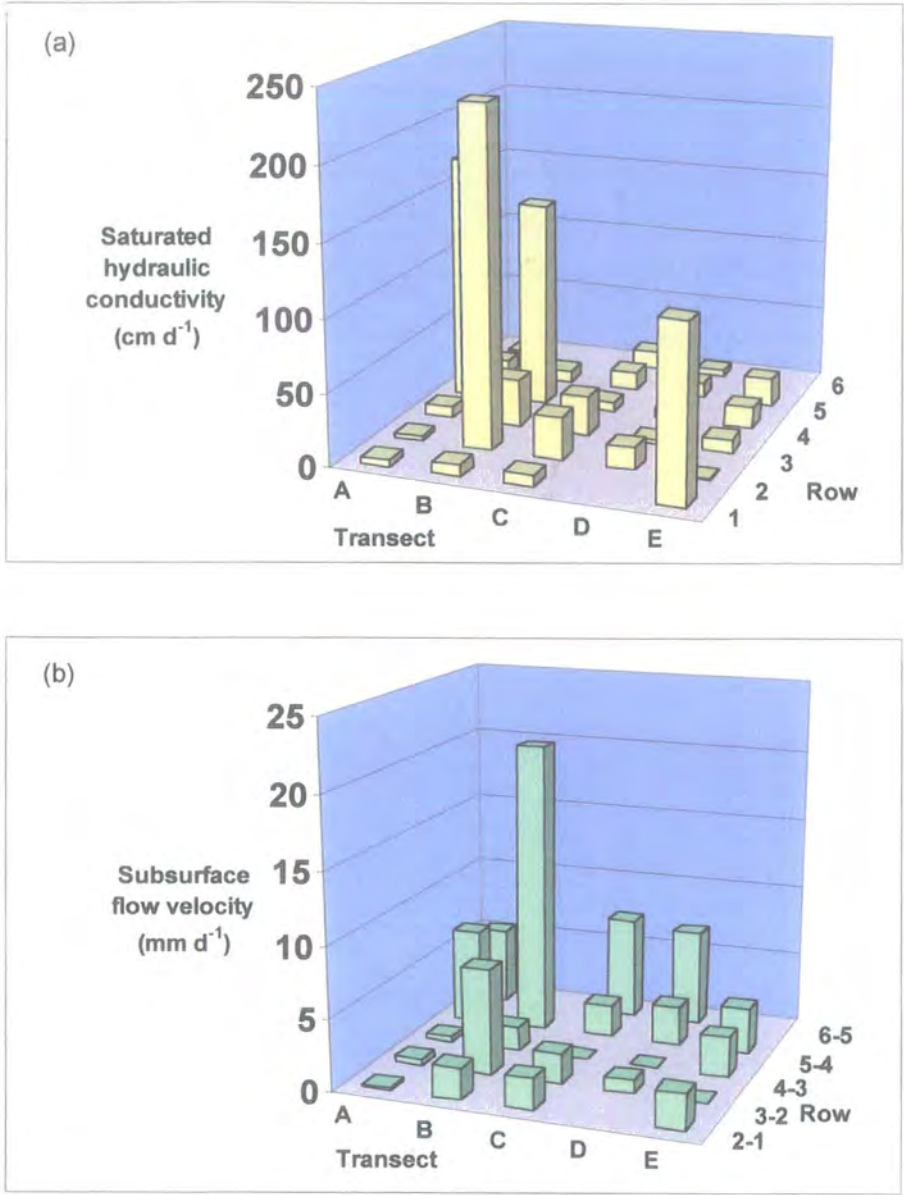 (a)
250
200
150
100
50
0
Saturated
hydraulic
conductivity
(cm d-1)
A
B
C
D
E
Transect
1
2
3
4
5
6
Row
(b)
25
20
15
10
5
0
Subsurface
flow velocity
(mm d-1)
A
B
C
D
E
Transect
2-1
3-2
4-3
5-4
6-5
Row